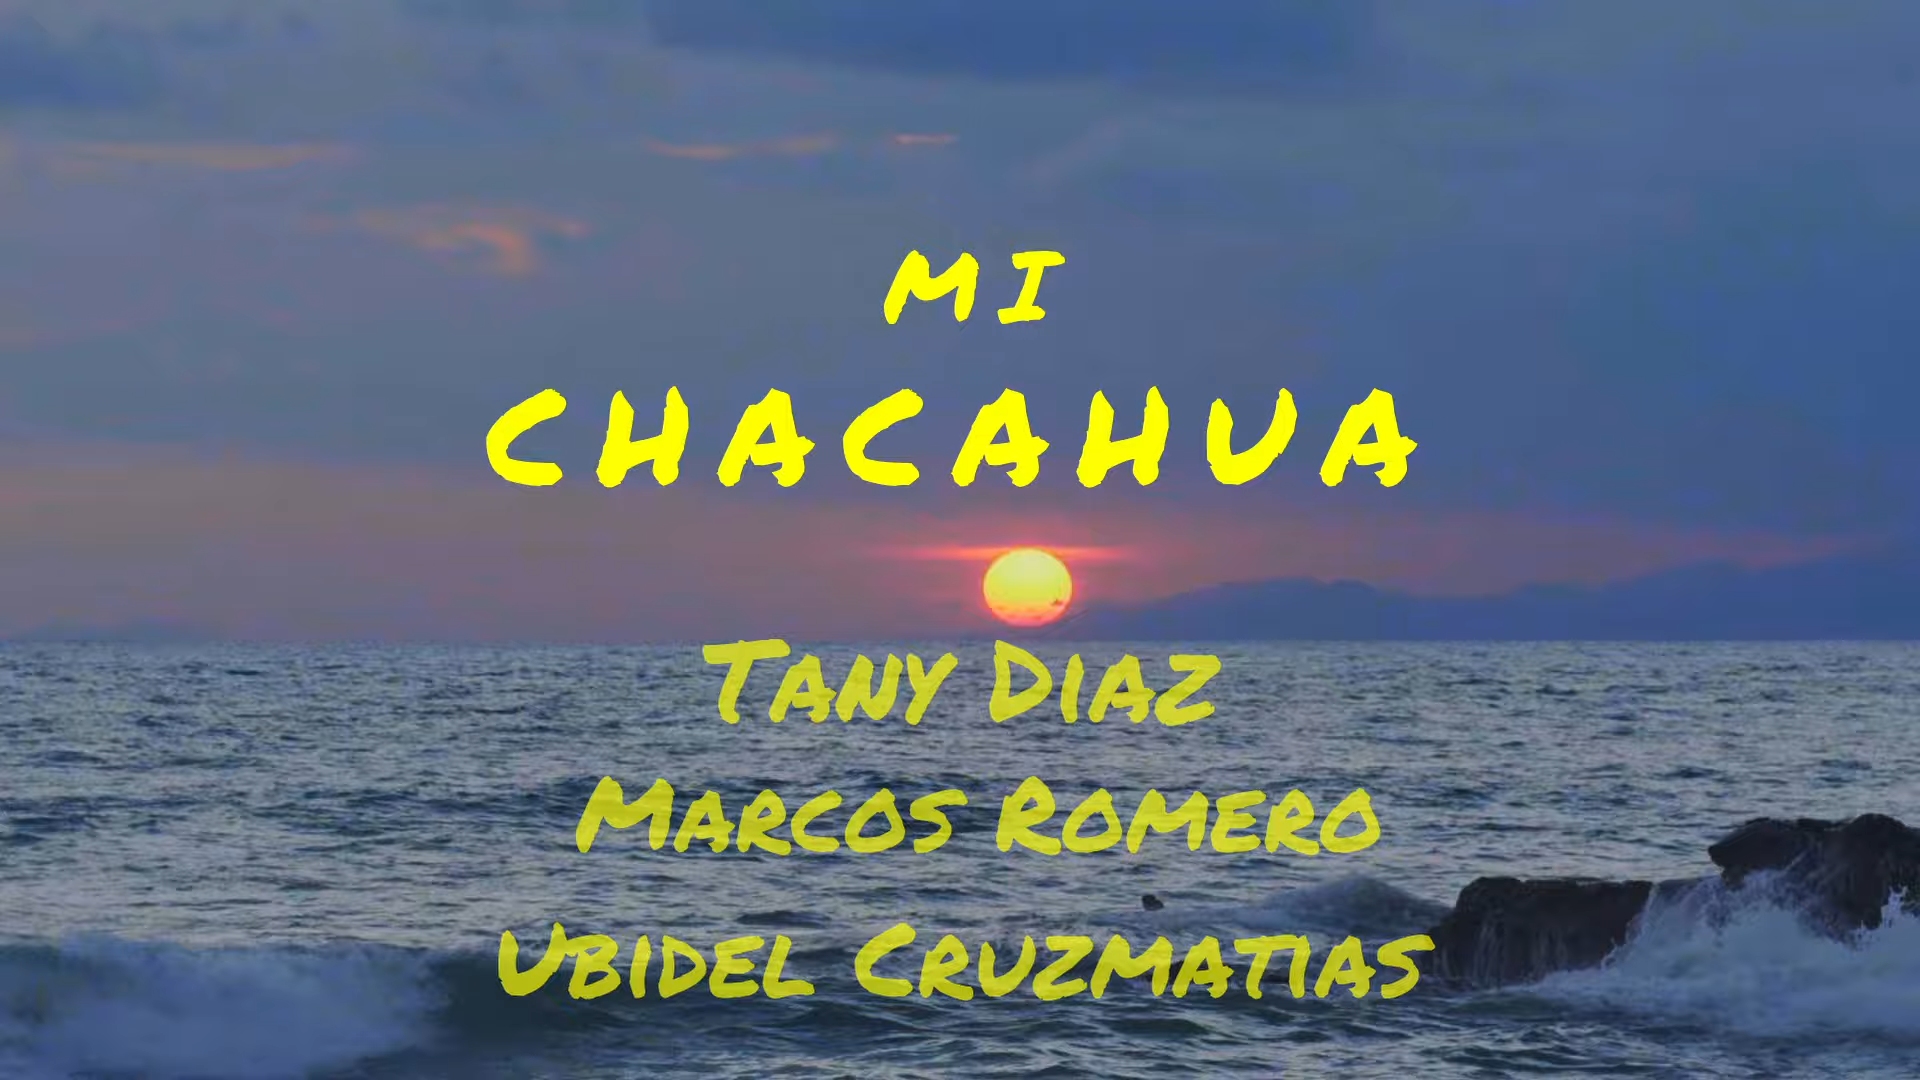 MI
CHACAHUA
TANY DIAZ
MARCOS ROMERO
UBIDEL CRUZMATIAS